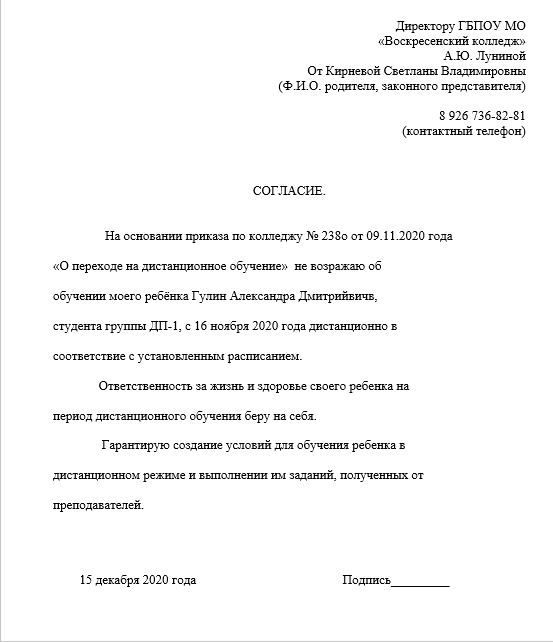 Директору ГБПОУ МО
«Воскресенский колледж»
А.Ю. Луниной
От Кирневой Светланы Владимировны
(Ф.И.О. родителя, законного представителя)
8 926 736-82-81
(контактный телефон)
СОГЛАСИЕ.
На основании приказа по колледжу № 238о от 09.11.2020 года
«О переходе на дистанционное обучение» не возражаю об
обучении моего ребёнка Гулин Александра Дмитрийвичв,
студента группы ДП-1, с 16 ноября 2020 года дистанционно в
соответствие с установленным расписанием.
Ответственность за жизнь и здоровье своего ребенка на
период дистанционного обучения беру на себя.
Гарантирую создание условий для обучения ребенка в
дистанционном режиме и выполнении им заданий, полученных от
преподавателей.
15 декабря 2020 года Подпись_________